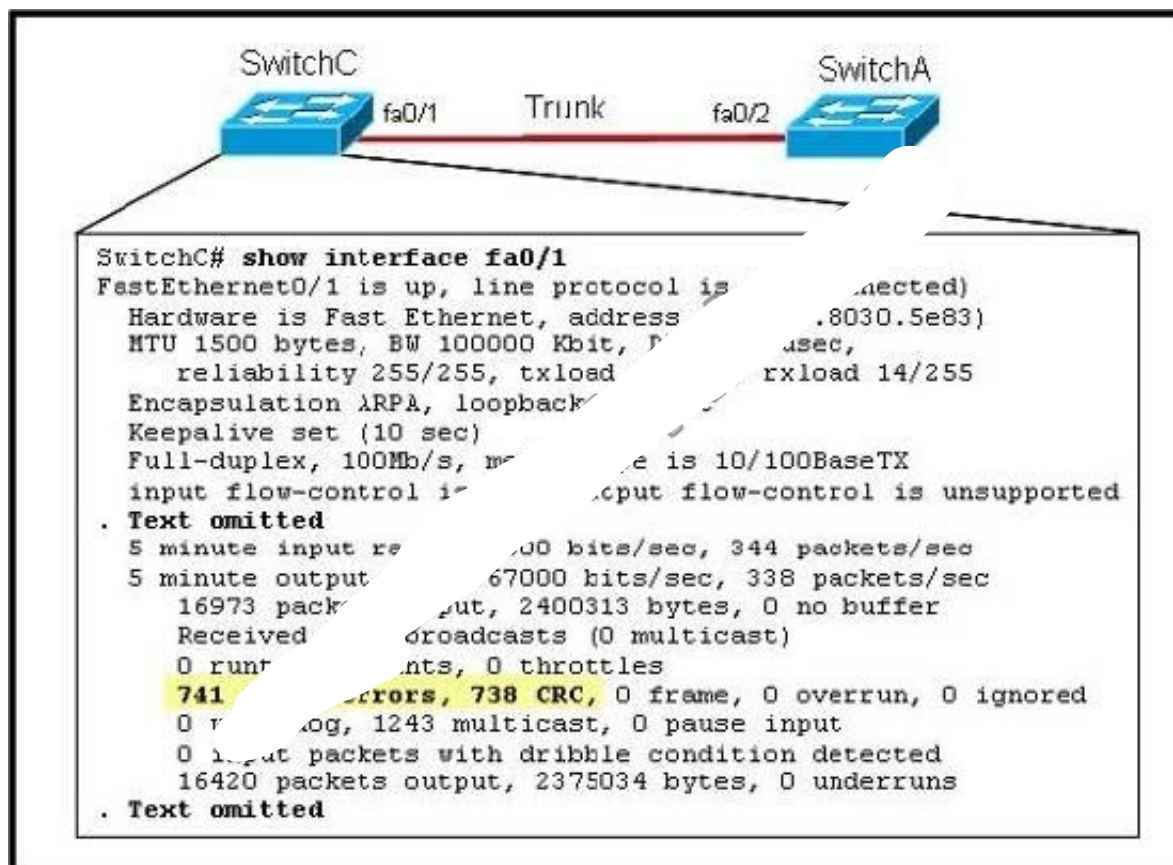 SwitchC
SwitchA
fa0/1
Trunk
fa0/2
SwitchC# show interface fa0/1
FastEthernet0/1 is up, line protocol is
Hardware is Fast Ethernet, address .8030.5e83)
MTU 1500 bytes, BW 100000 Kbit,
reliability 255/255, txload rxload 14/255
Encapsulation ARPA, loopback
Keepalive set (10 sec)
Full-duplex, 100Mb/s, is 10/100BaseTX
input flow-control is output flow-control is unsupported
. Text omitted
5 minute input bits/sec, 344 packets/sec
5 minute output 67000 bits/sec, 338 packets/sec
16973 2400313 bytes, 0 no buffer
Received broadcasts (0 multicast)
0 0 throttles
741 errors, 738 CRC, 0 frame, 0 overrun, 0 ignored
0 1243 multicast, 0 pause input
0 input packets with dribble condition detected
16420 packets output, 2375034 bytes, 0 underruns
. Text omitted